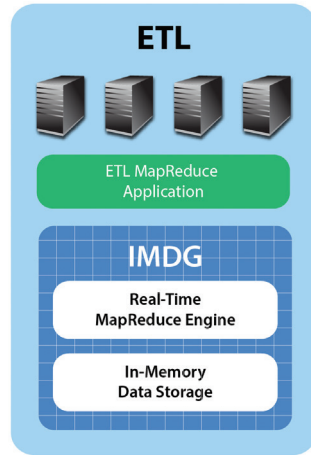 ETL
ETL MapReduce
Application
IMDG
Real-Time
MapReduce Engine
In-Memory
Data Storage